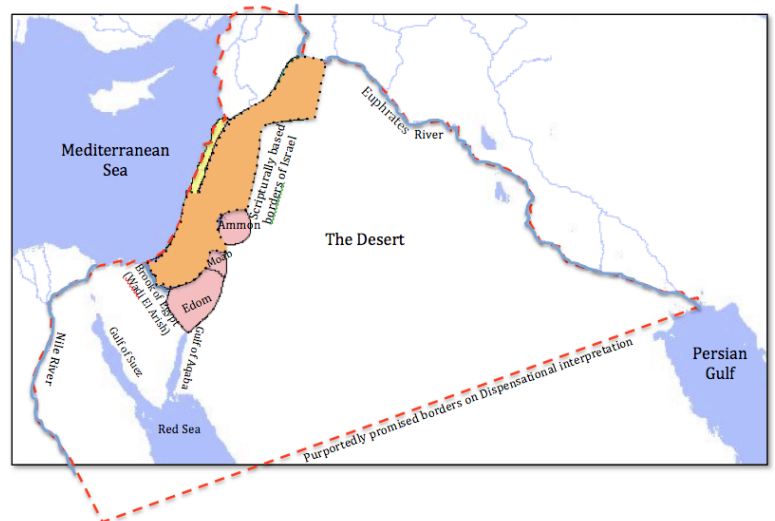 Euphrates
River
Mediterranean
Sea
Scripturally based
borders of Israel
Ammon
The Desert
Moab
Brook of Egypt
(Wadi El Arish)
Edom
Nile River
Gulf of Suez
Gulf of Aqaba
Persian
Gulf
Purportedly promised borders on Dispensational interpretation
Red Sea